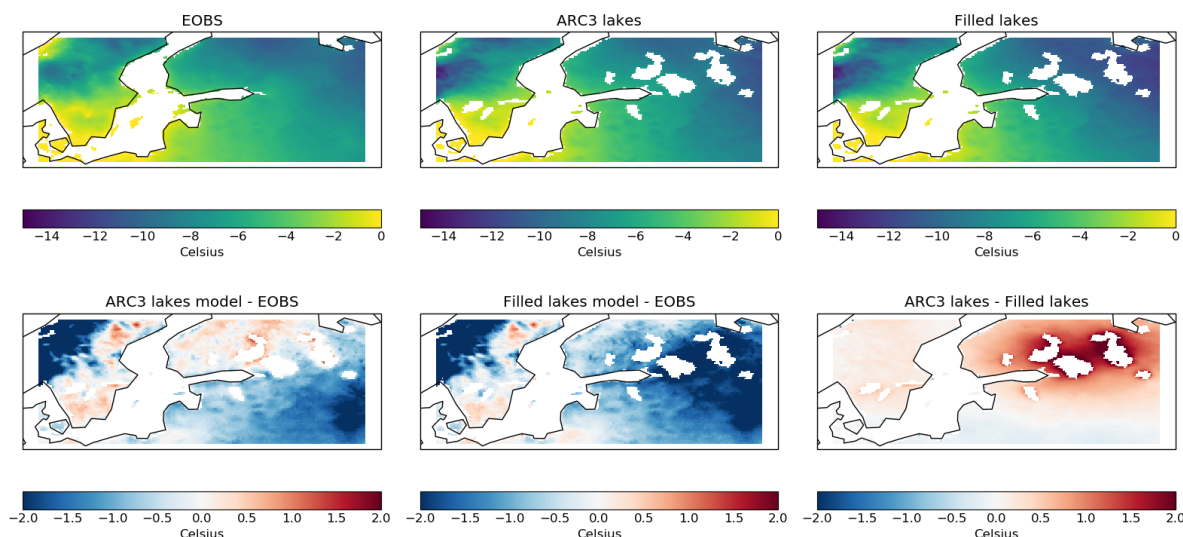 EOBS
ARC3 lakes
Filled lakes
−14 −12 −10 −8 −6 −4 −2 0
Celsius
−14 −12 −10 −8 −6 −4 −2 0
Celsius
−14 −12 −10 −8 −6 −4 −2 0
Celsius
ARC3 lakes model - EOBS
Filled lakes model - EOBS
ARC3 lakes - Filled lakes
−2.0 −1.5 −1.0 −0.5 0.0 0.5 1.0 1.5 2.0
Celsius
−2.0 −1.5 −1.0 −0.5 0.0 0.5 1.0 1.5 2.0
Celsius
−2.0 −1.5 −1.0 −0.5 0.0 0.5 1.0 1.5 2.0
Celsius